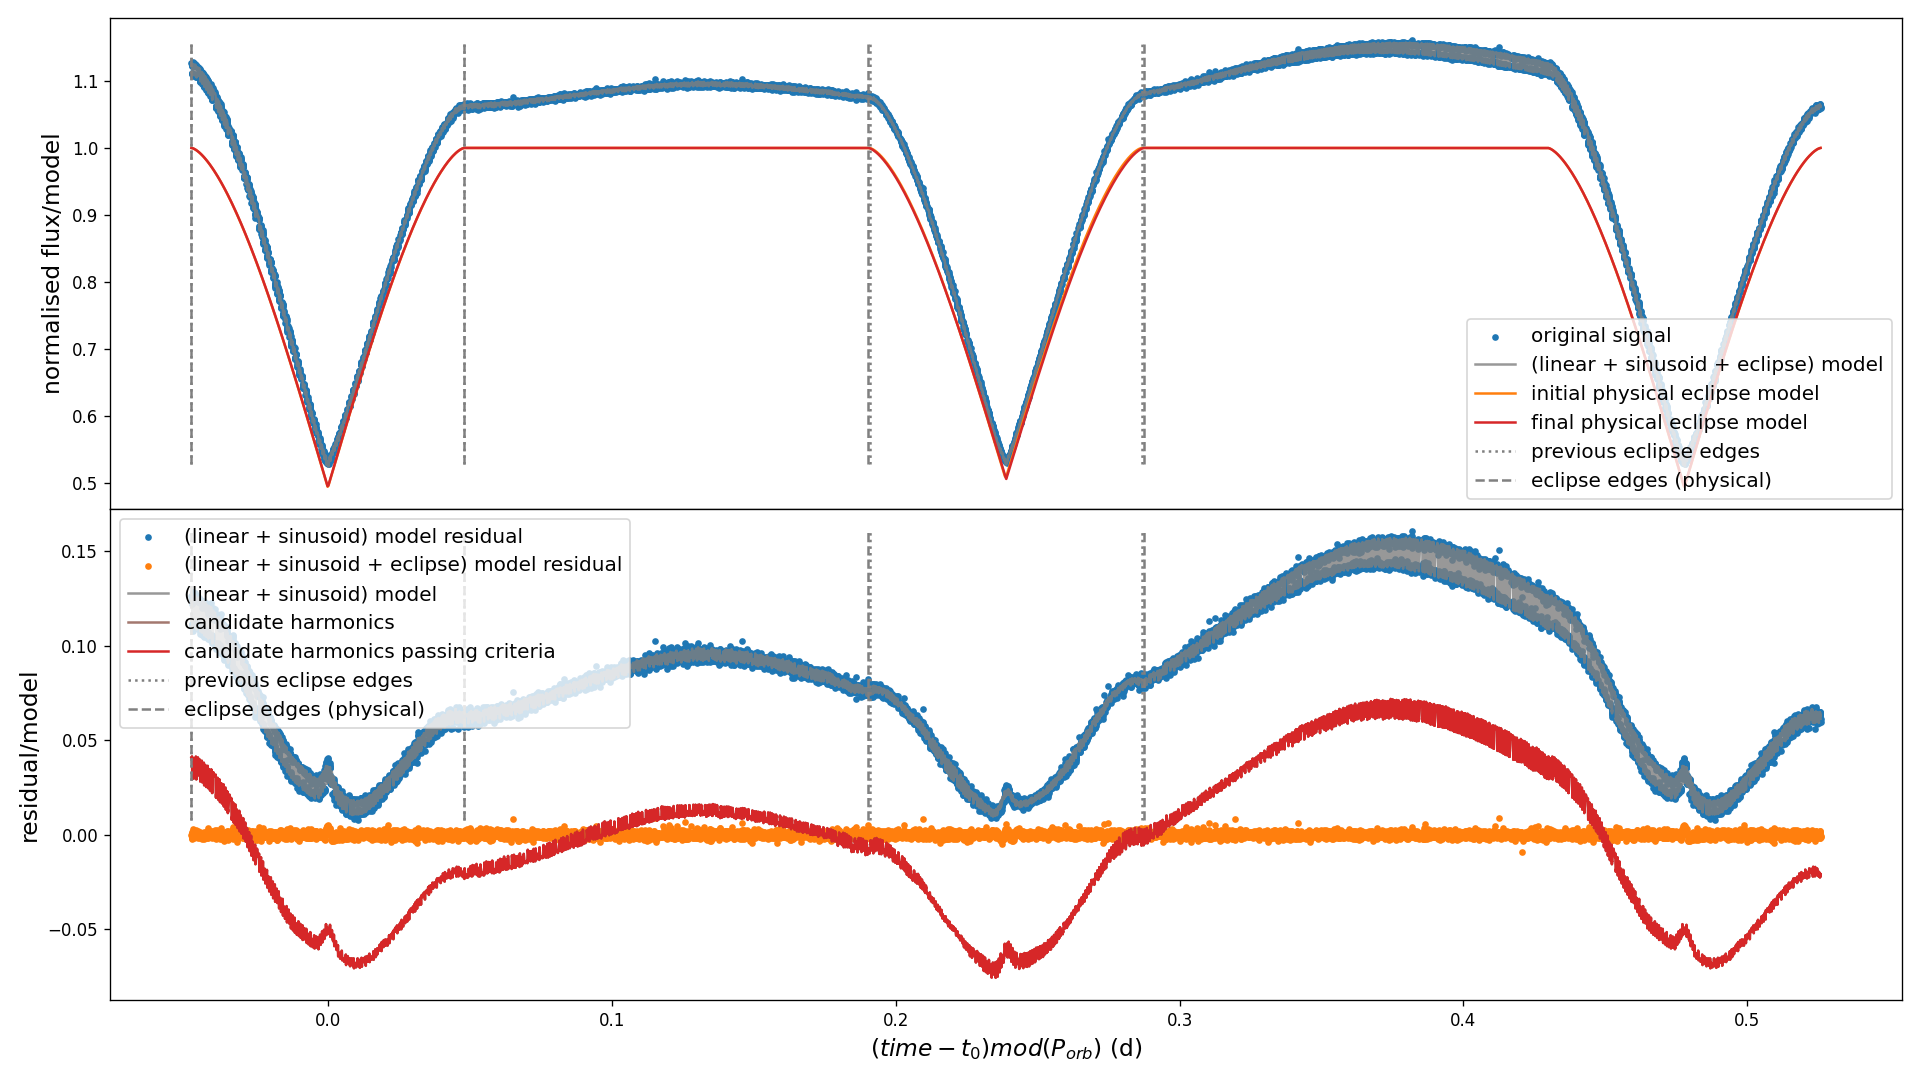 normalised flux/model
1.1
1.0
0.9
0.8
0.7
0.6
0.5
original signal
(linear + sinusoid + eclipse) model
initial physical eclipse model
final physical eclipse model
previous eclipse edges
eclipse edges (physical)
residual/model
0.15
0.10
0.05
0.00
−0.05
(linear + sinusoid) model residual
(linear + sinusoid + eclipse) model residual
(linear + sinusoid) model
candidate harmonics
candidate harmonics passing criteria
previous eclipse edges
eclipse edges (physical)
0.0 0.1 0.2 0.3 0.4 0.5
(time − t₀)mod(P_orb) (d)